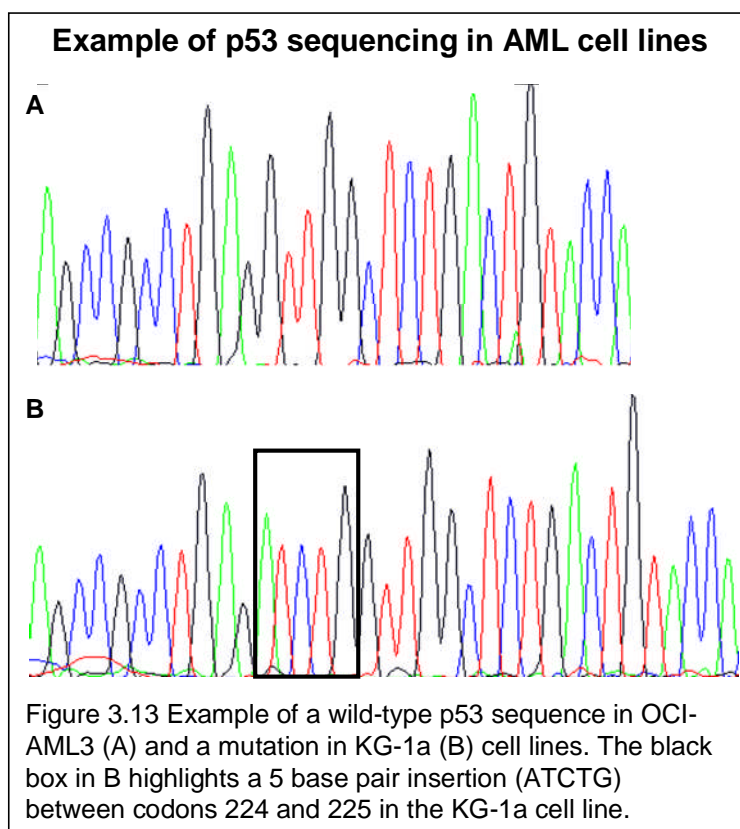 Example of p53 sequencing in AML cell lines
A
B
Figure 3.13 Example of a wild-type p53 sequence in OCI-
AML3 (A) and a mutation in KG-1a (B) cell lines. The black
box in B highlights a 5 base pair insertion (ATCTG)
between codons 224 and 225 in the KG-1a cell line.